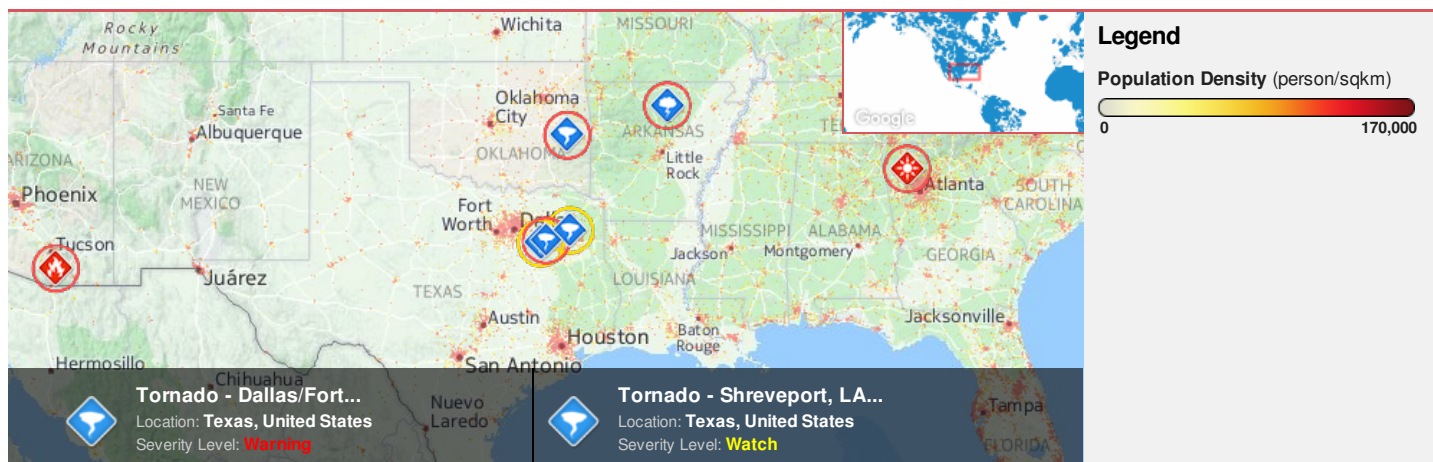 Rocky
Mountains
Wichita
MISSOURI
Santa Fe
Albuquerque
Oklahoma
City
ARKANSAS
OKLAHOMA
Little
Rock
TE
Google
ARIZONA
Phoenix
NEW
MEXICO
Fort
Worth
Dall
Atlanta
SOUTH
CAROLINA
Tucson
MISSISSIPPI
ALABAMA
Jackson
Montgomery
GEORGIA
Juárez
TEXAS
LOUISIANA
Austin
Houston
Baton
Rouge
Jacksonville
San Antonio
Hermosillo
Chihuahua
Nuevo
Laredo
Tampa
FLORIDA
Tornado - Dallas/Fort...
Location: Texas, United States
Severity Level: Warning
Tornado - Shreveport, LA...
Location: Texas, United States
Severity Level: Watch
Legend
Population Density (person/sqkm)
0
170,000